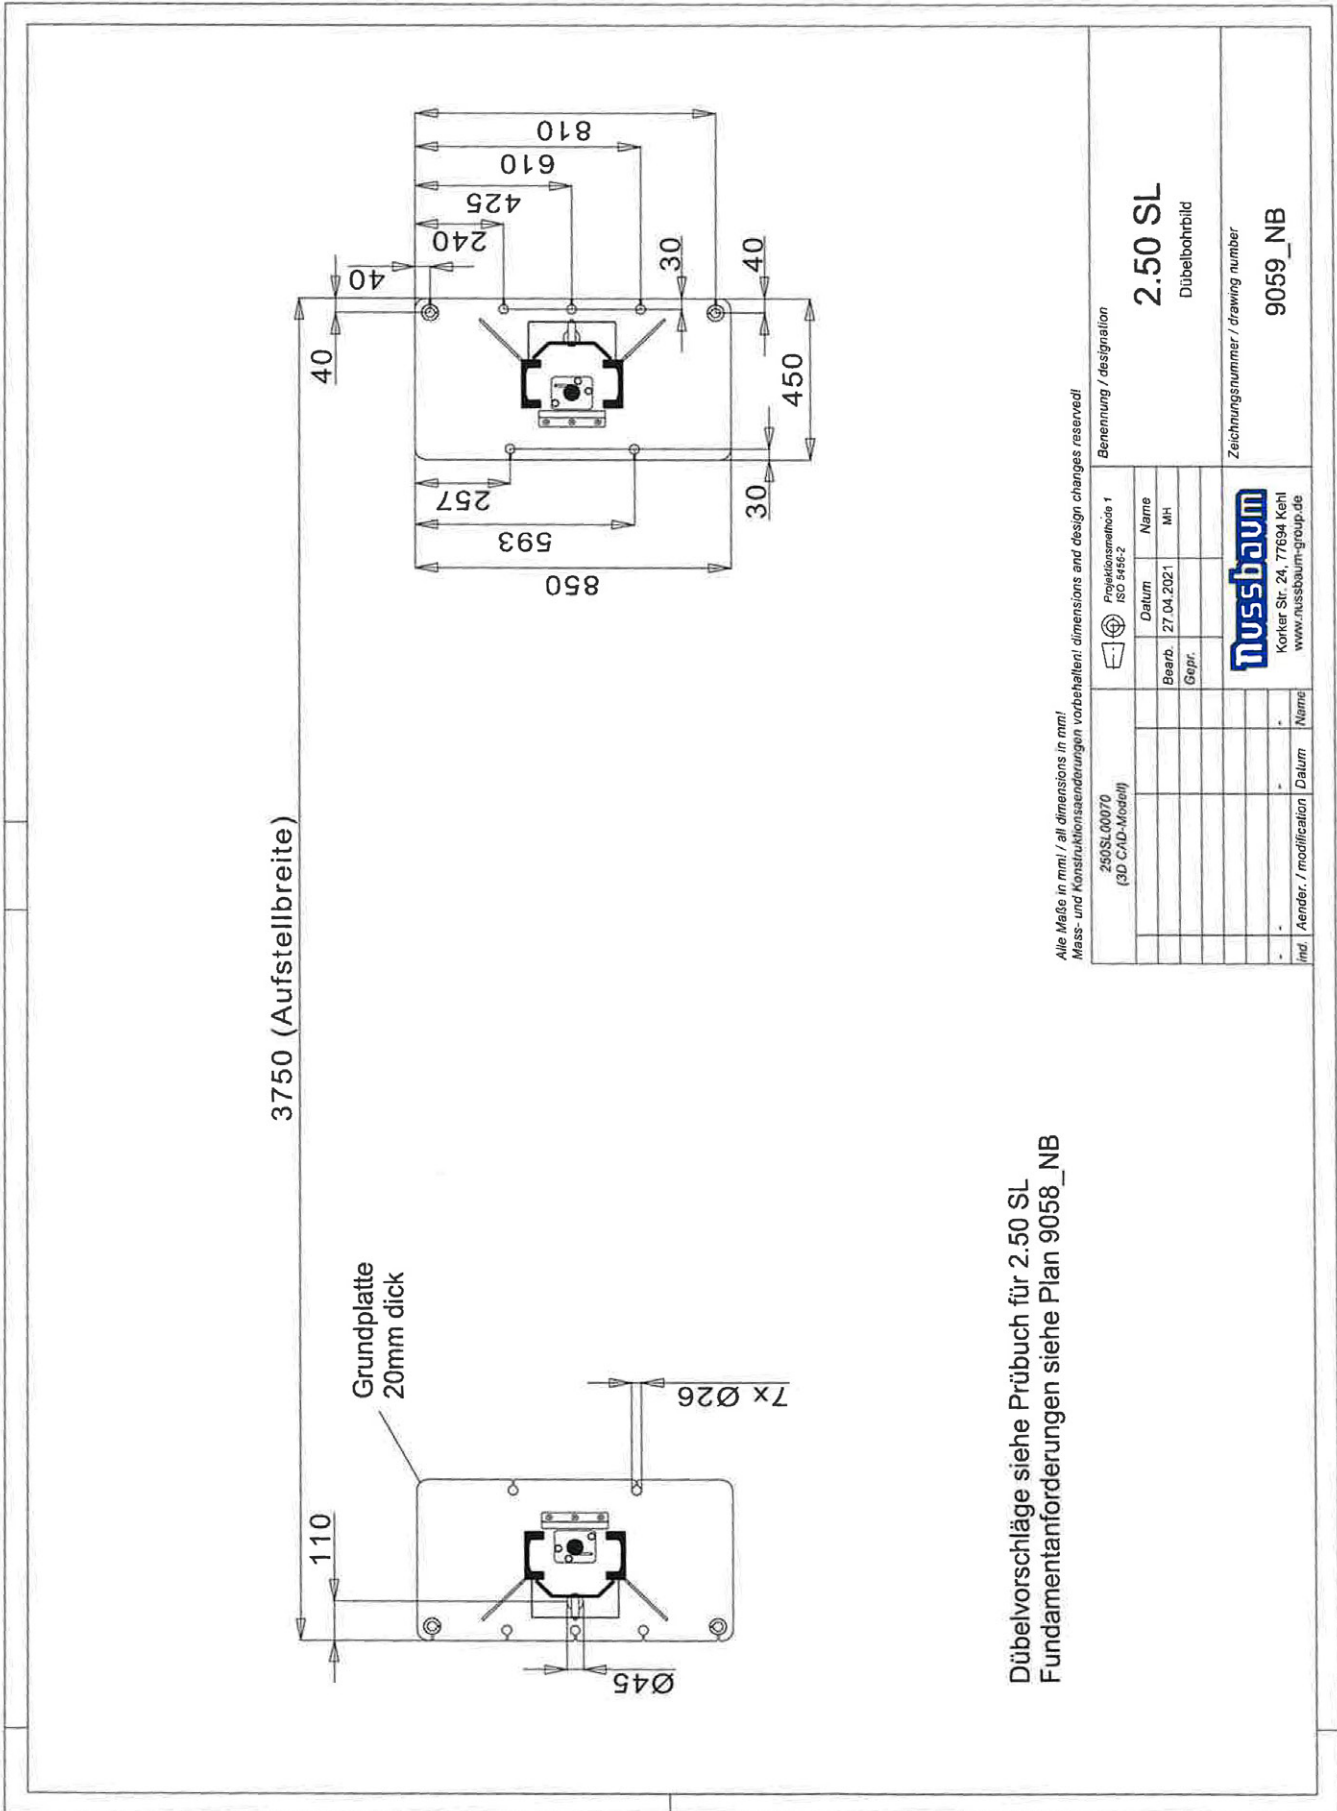 3750 (Aufstellbreite)
110
Grundplatte
20mm dick
Ø45
7x Ø26
40
40
240
425
610
810
30
40
450
30
257
593
850
Dübelvorschläge siehe Prübuch für 2.50 SL
Fundamentanforderungen siehe Plan 9058_NB
Alle Maße in mm! / all dimensions in mm!
Mass- und Konstruktionsaenderungen vorbehalten! dimensions and design changes reserved!
250SL00070
(3D CAD-Modell)
Projektionsmethode 1
ISO 5456-2
Benennung / designation
Datum Name
Bearb. 27.04.2021 MH
Gepr.
2.50 SL
Dübelbohrbild
nussbaum
Korker Str. 24, 77694 Kehl
www.nussbaum-group.de
Zeichnungsnummer / drawing number
9059_NB
- - - -
ind. Aender. / modification Datum Name